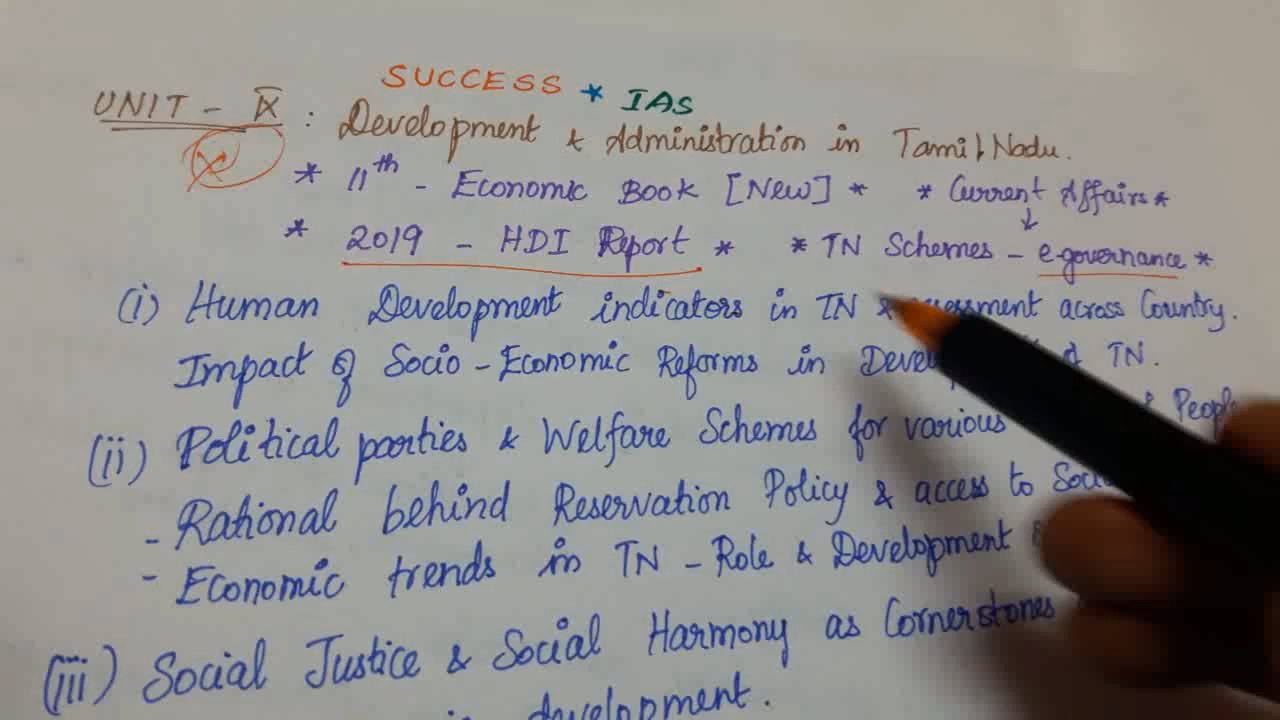 SUCCESS * IAS
UNIT - IX : Development & Administration in Tamil Nadu.
* 11th - Economic Book [New] * * Current Affairs *
* 2019 - HDI Report * * TN Schemes - e-governance *
(i) Human Development indicators in TN & across Country.
Impact of Socio - Economic Reforms in TN.
(ii) Political parties & Welfare Schemes for various People
- Rational behind Reservation Policy & access to
- Economic trends in TN - Role & Development
(iii) Social Justice & Social Harmony as Cornerstones
development.